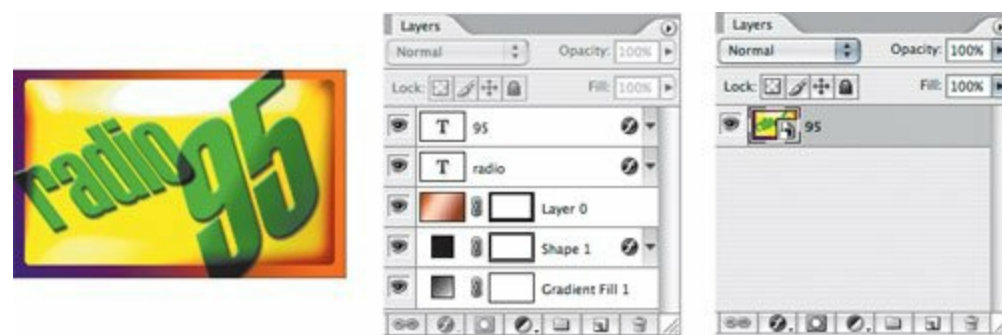 radio 95
Layers
Normal Opacity: 100%
Lock: Fill: 100%
T 95
T radio
Layer 0
Shape 1
Gradient Fill 1
Layers
Normal Opacity: 100%
Lock: Fill: 100%
95